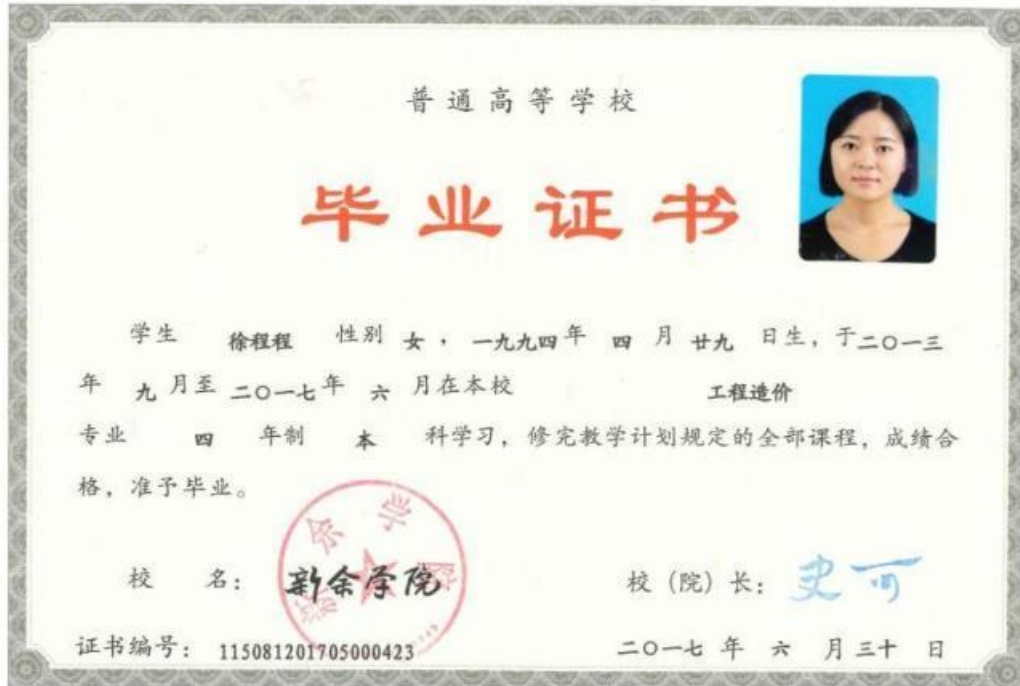 普通高等学校
毕业证书
学生 徐程程 性别 女，一九九四年 四 月 廿九 日生，于二〇一三
年 九 月至 二〇一七年 六 月在本校 工程造价
专业 四 年制 本 科学习，修完教学计划规定的全部课程，成绩合
格，准予毕业。
新余学院
校 名：新余学院 校（院）长：史可
证书编号：115081201705000423 二〇一七 年 六 月三十 日